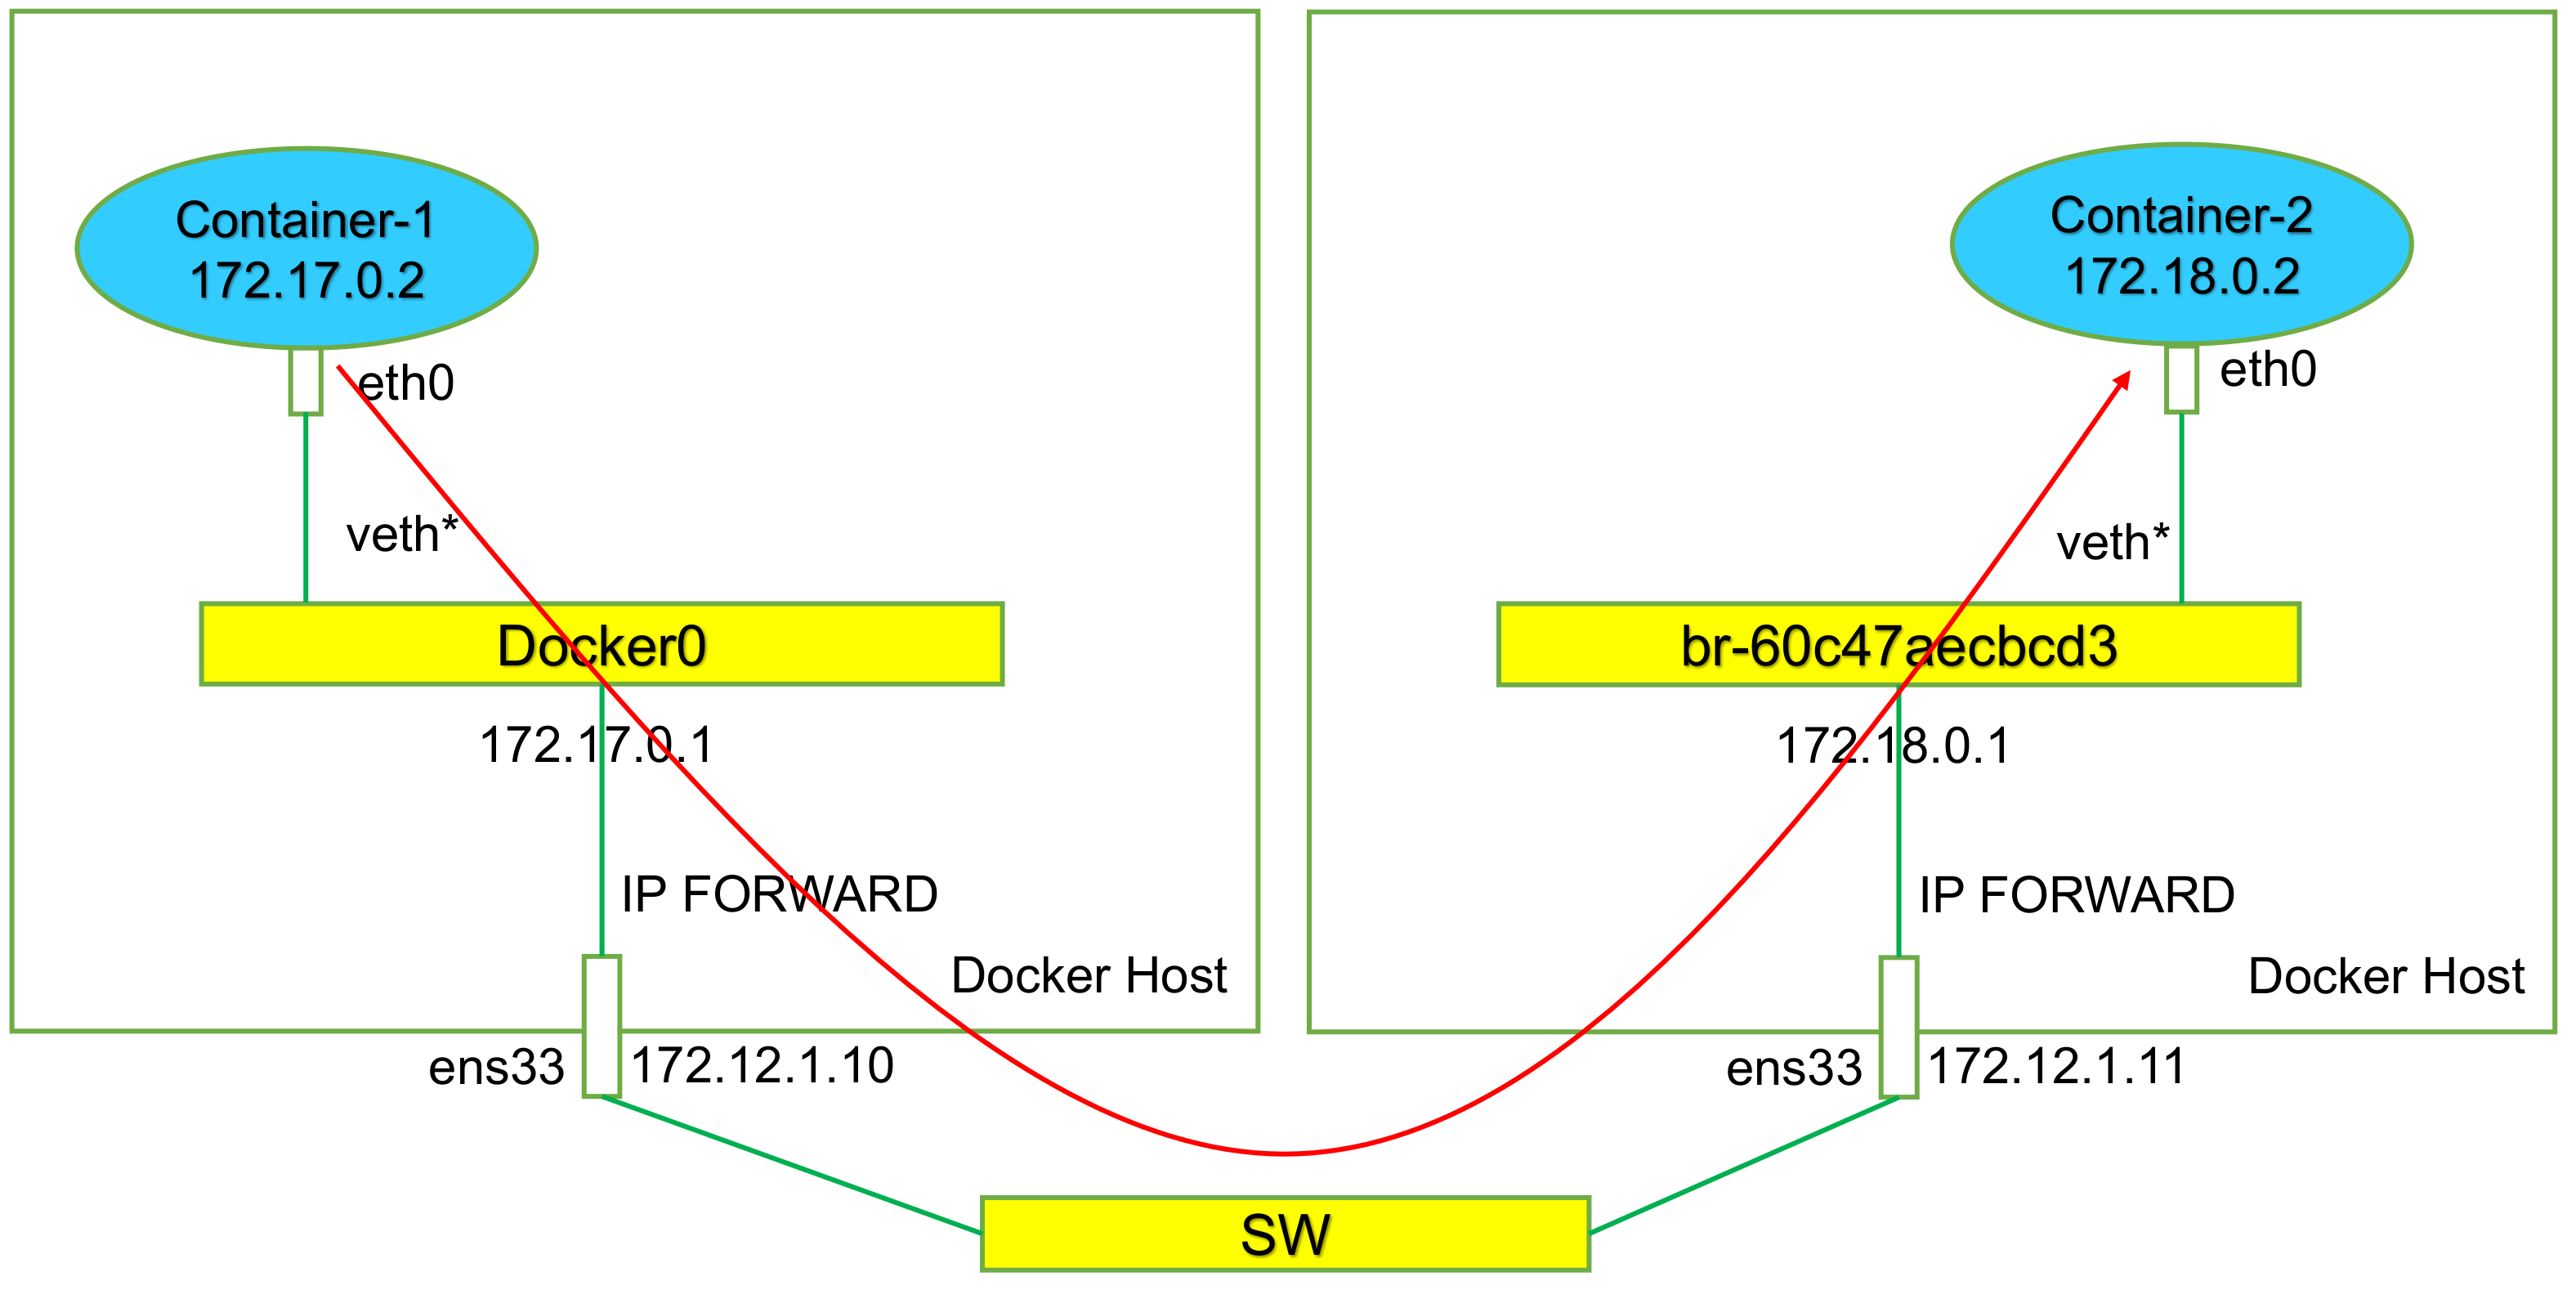 Container-1
172.17.0.2
eth0
veth*
Docker0
172.17.0.1
IP FORWARD
Docker Host
ens33
172.12.1.10
Container-2
172.18.0.2
eth0
veth*
br-60c47aecbcd3
172.18.0.1
IP FORWARD
Docker Host
ens33
172.12.1.11
SW